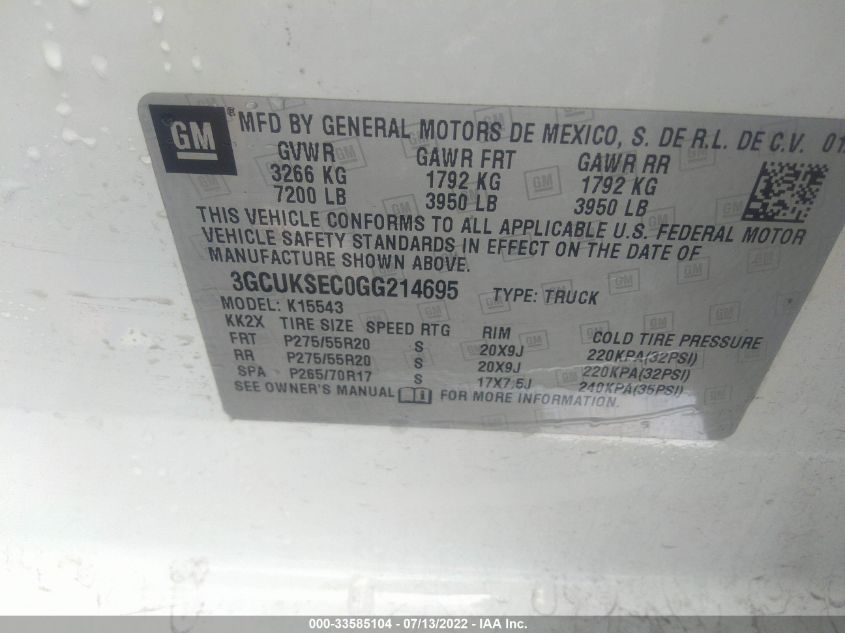 GM ® MFD BY GENERAL MOTORS DE MEXICO, S. DE R.L. DE C.V. 01
GVWR GAWR FRT GAWR RR
3266 KG 1792 KG 1792 KG
7200 LB 3950 LB 3950 LB
THIS VEHICLE CONFORMS TO ALL APPLICABLE U.S. FEDERAL MOTOR
VEHICLE SAFETY STANDARDS IN EFFECT ON THE DATE OF
MANUFACTURE SHOWN ABOVE.
3GCUKSEC0GG214695 TYPE: TRUCK
MODEL: K15543
KK2X TIRE SIZE SPEED RTG RIM COLD TIRE PRESSURE
FRT P275/55R20 S 20X9J 220KPA(32PSI)
RR P275/55R20 S 20X9J 220KPA(32PSI)
SPA P265/70R17 S 17X7.5J 240KPA(35PSI)
SEE OWNER'S MANUAL FOR MORE INFORMATION.
000-33585104 - 07/13/2022 - IAA Inc.